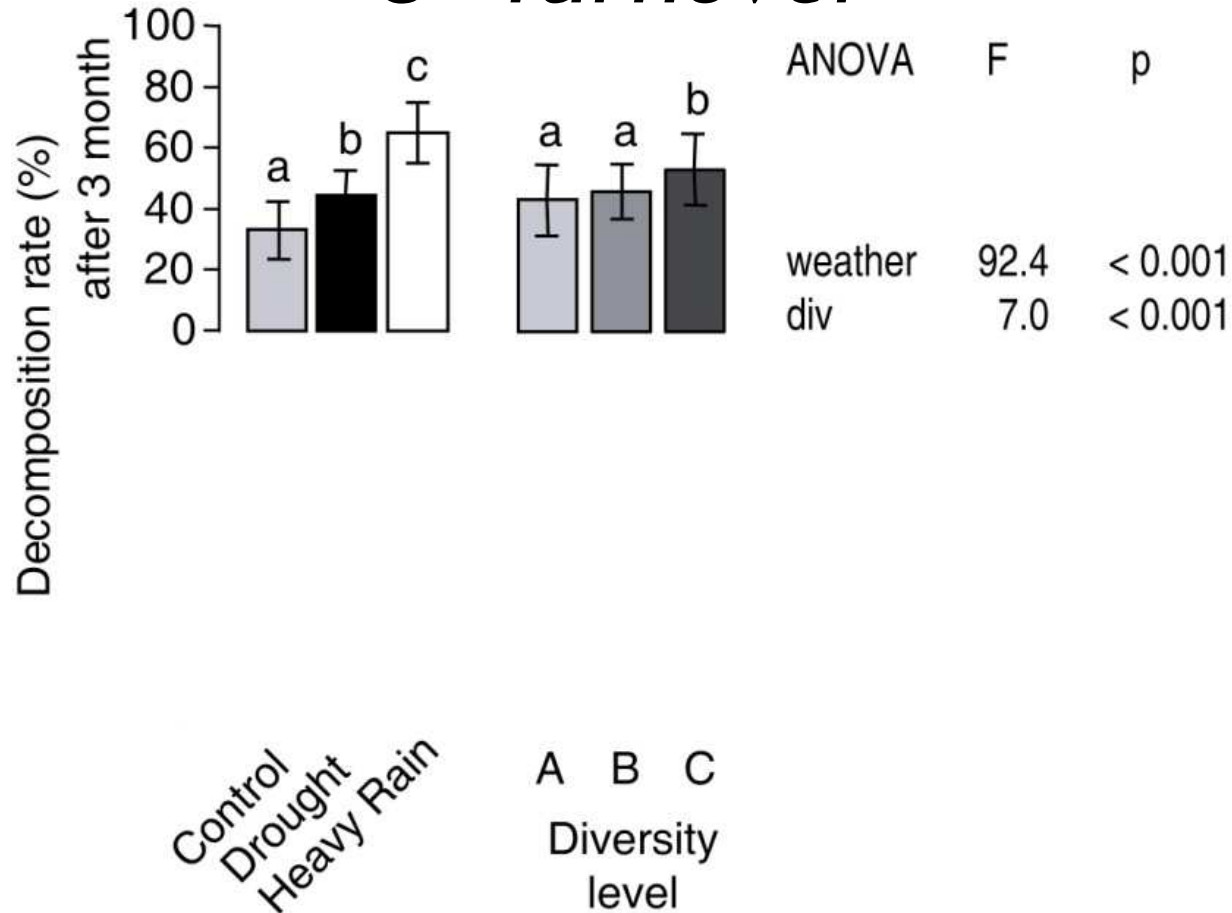 100
80
60
40
20
0
Decomposition rate (%)
after 3 month
a
b
c
a
a
b
ANOVA F p
weather 92.4 < 0.001
div 7.0 < 0.001
Control
Drought
Heavy Rain
A B C
Diversity
level